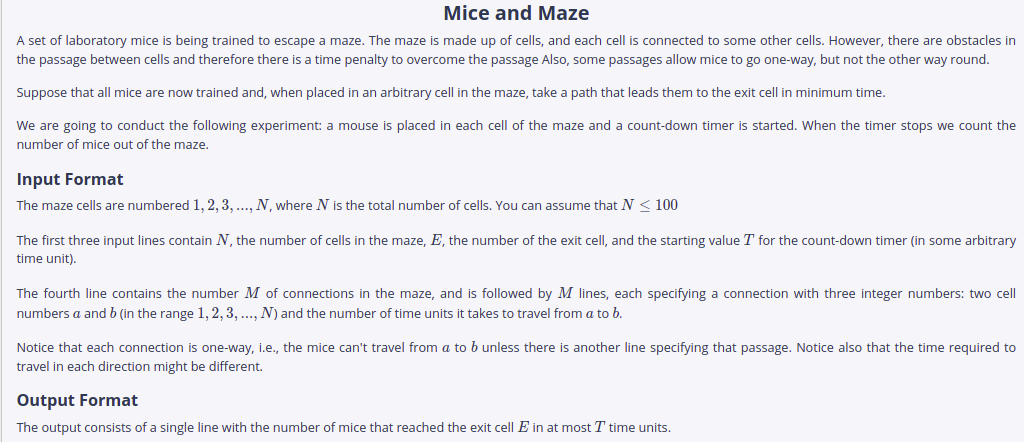 Mice and Maze
A set of laboratory mice is being trained to escape a maze. The maze is made up of cells, and each cell is connected to some other cells. However, there are obstacles in
the passage between cells and therefore there is a time penalty to overcome the passage Also, some passages allow mice to go one-way, but not the other way round.
Suppose that all mice are now trained and, when placed in an arbitrary cell in the maze, take a path that leads them to the exit cell in minimum time.
We are going to conduct the following experiment: a mouse is placed in each cell of the maze and a count-down timer is started. When the timer stops we count the
number of mice out of the maze.
Input Format
The maze cells are numbered 1, 2, 3, ..., N, where N is the total number of cells. You can assume that N ≤ 100
The first three input lines contain N, the number of cells in the maze, E, the number of the exit cell, and the starting value T for the count-down timer (in some arbitrary
time unit).
The fourth line contains the number M of connections in the maze, and is followed by M lines, each specifying a connection with three integer numbers: two cell
numbers a and b (in the range 1, 2, 3, ..., N) and the number of time units it takes to travel from a to b.
Notice that each connection is one-way, i.e., the mice can't travel from a to b unless there is another line specifying that passage. Notice also that the time required to
travel in each direction might be different.
Output Format
The output consists of a single line with the number of mice that reached the exit cell E in at most T time units.